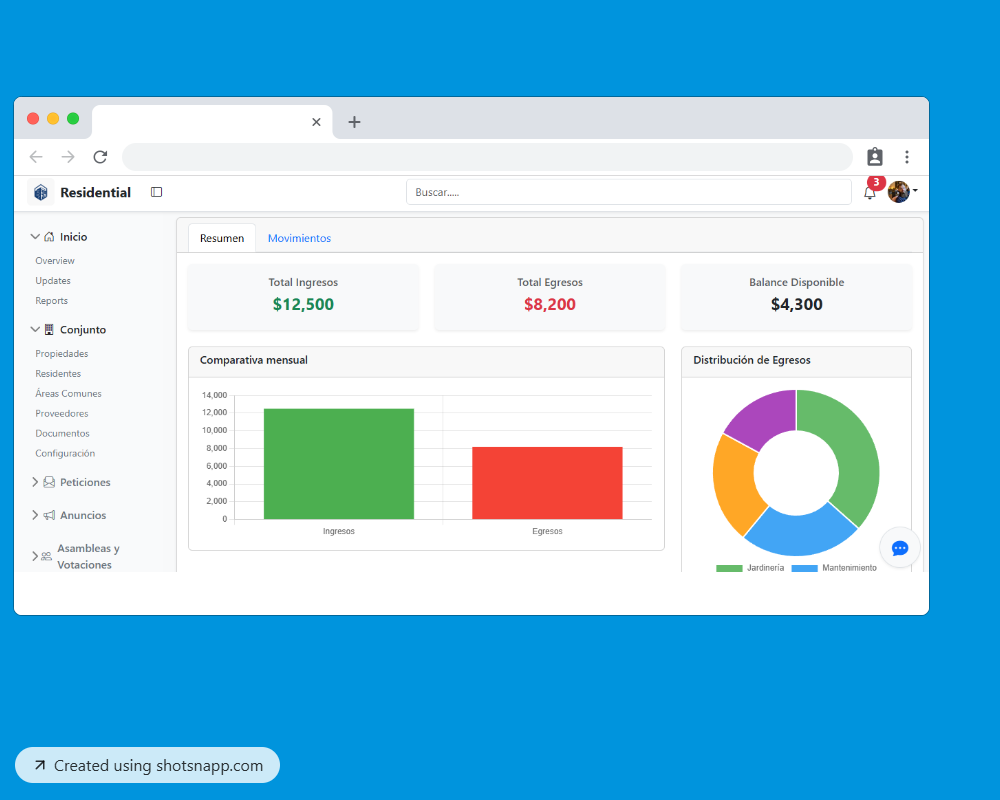 Residential
Buscar.....
3
Inicio
Overview
Updates
Reports
Conjunto
Propiedades
Residentes
Áreas Comunes
Proveedores
Documentos
Configuración
Peticiones
Anuncios
Asambleas y
Votaciones
Resumen
Movimientos
Total Ingresos
$12,500
Total Egresos
$8,200
Balance Disponible
$4,300
Comparativa mensual
14,000
12,000
10,000
8,000
6,000
4,000
2,000
0
Ingresos
Egresos
Distribución de Egresos
Jardinería
Mantenimiento
Created using shotsnapp.com